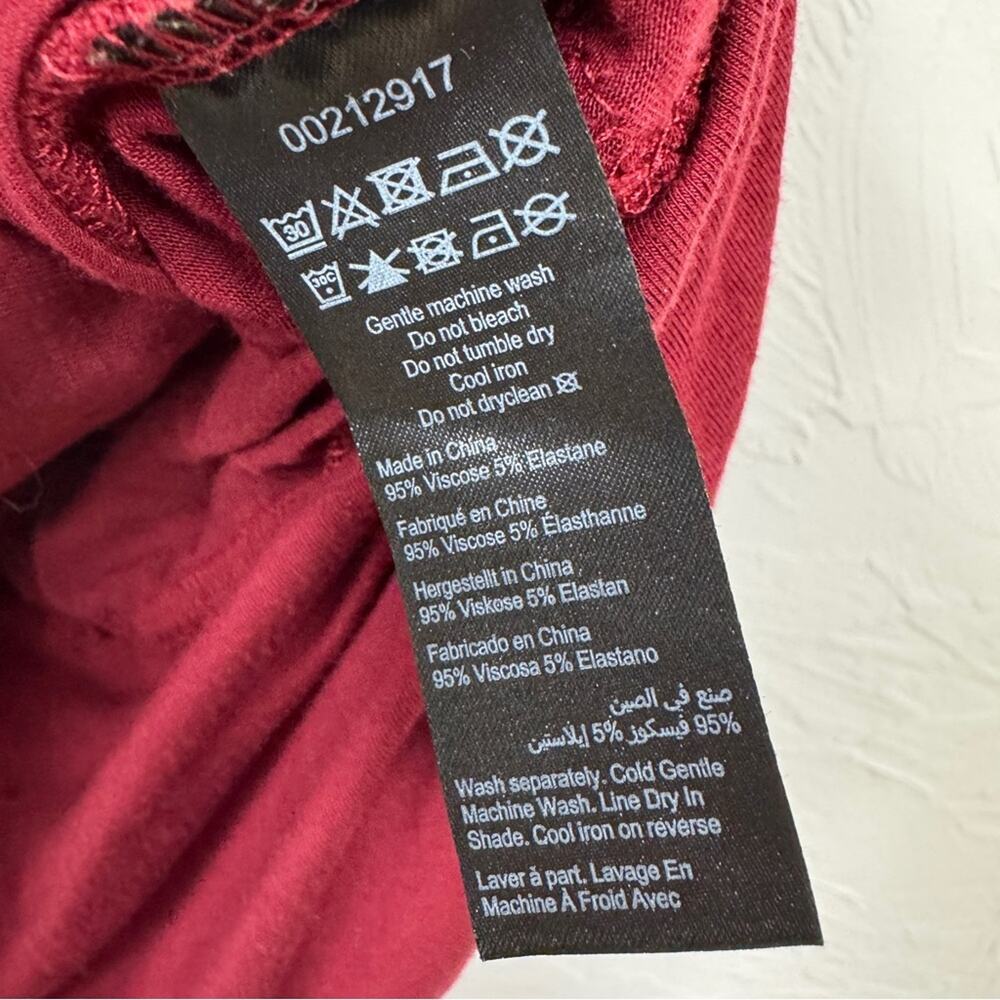 00212917
30
30C
Gentle machine wash
Do not bleach
Do not tumble dry
Cool iron
Do not dryclean
Made in China
95% Viscose 5% Elastane
Fabriqué en Chine
95% Viscose 5% Élasthanne
Hergestellt in China
95% Viskose 5% Elastan
Fabricado en China
95% Viscosa 5% Elastano
صنع في الصين
95% فيسكوز 5% إيلاستين
Wash separately. Cold Gentle
Machine Wash. Line Dry In
Shade. Cool iron on reverse
Laver à part. Lavage En
Machine À Froid Avec